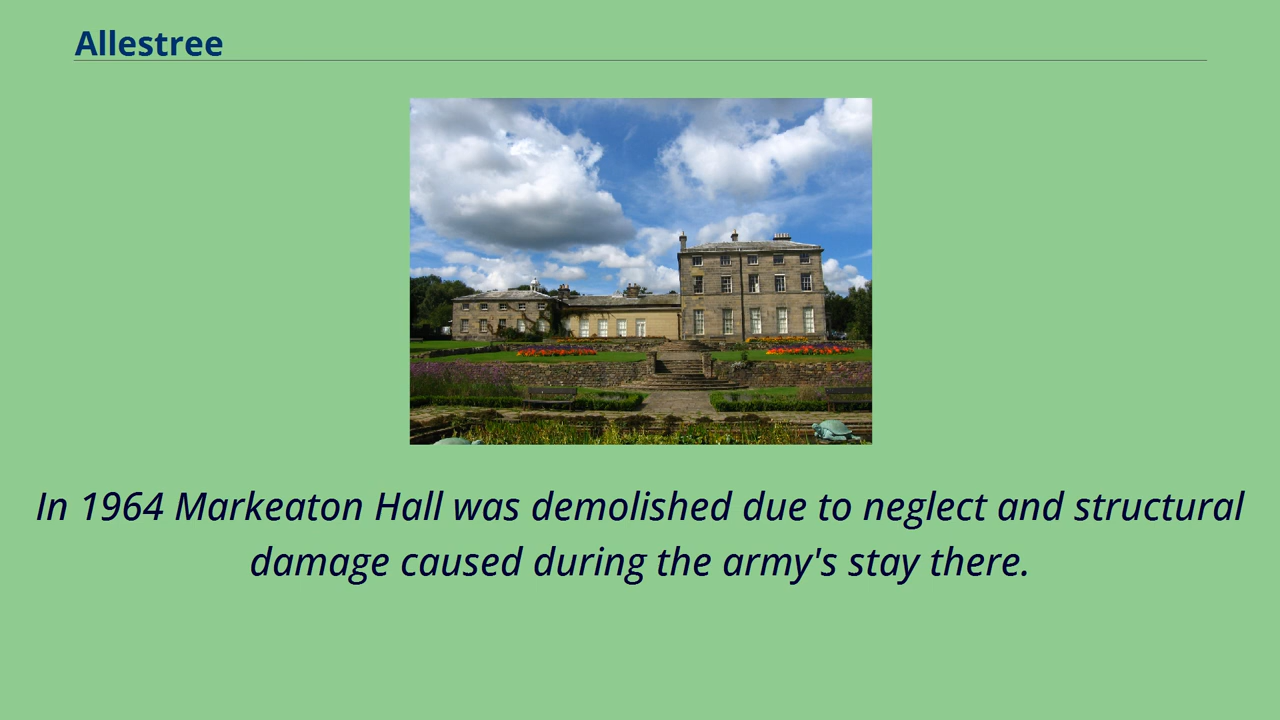 Allestree
In 1964 Markeaton Hall was demolished due to neglect and structural
damage caused during the army's stay there.